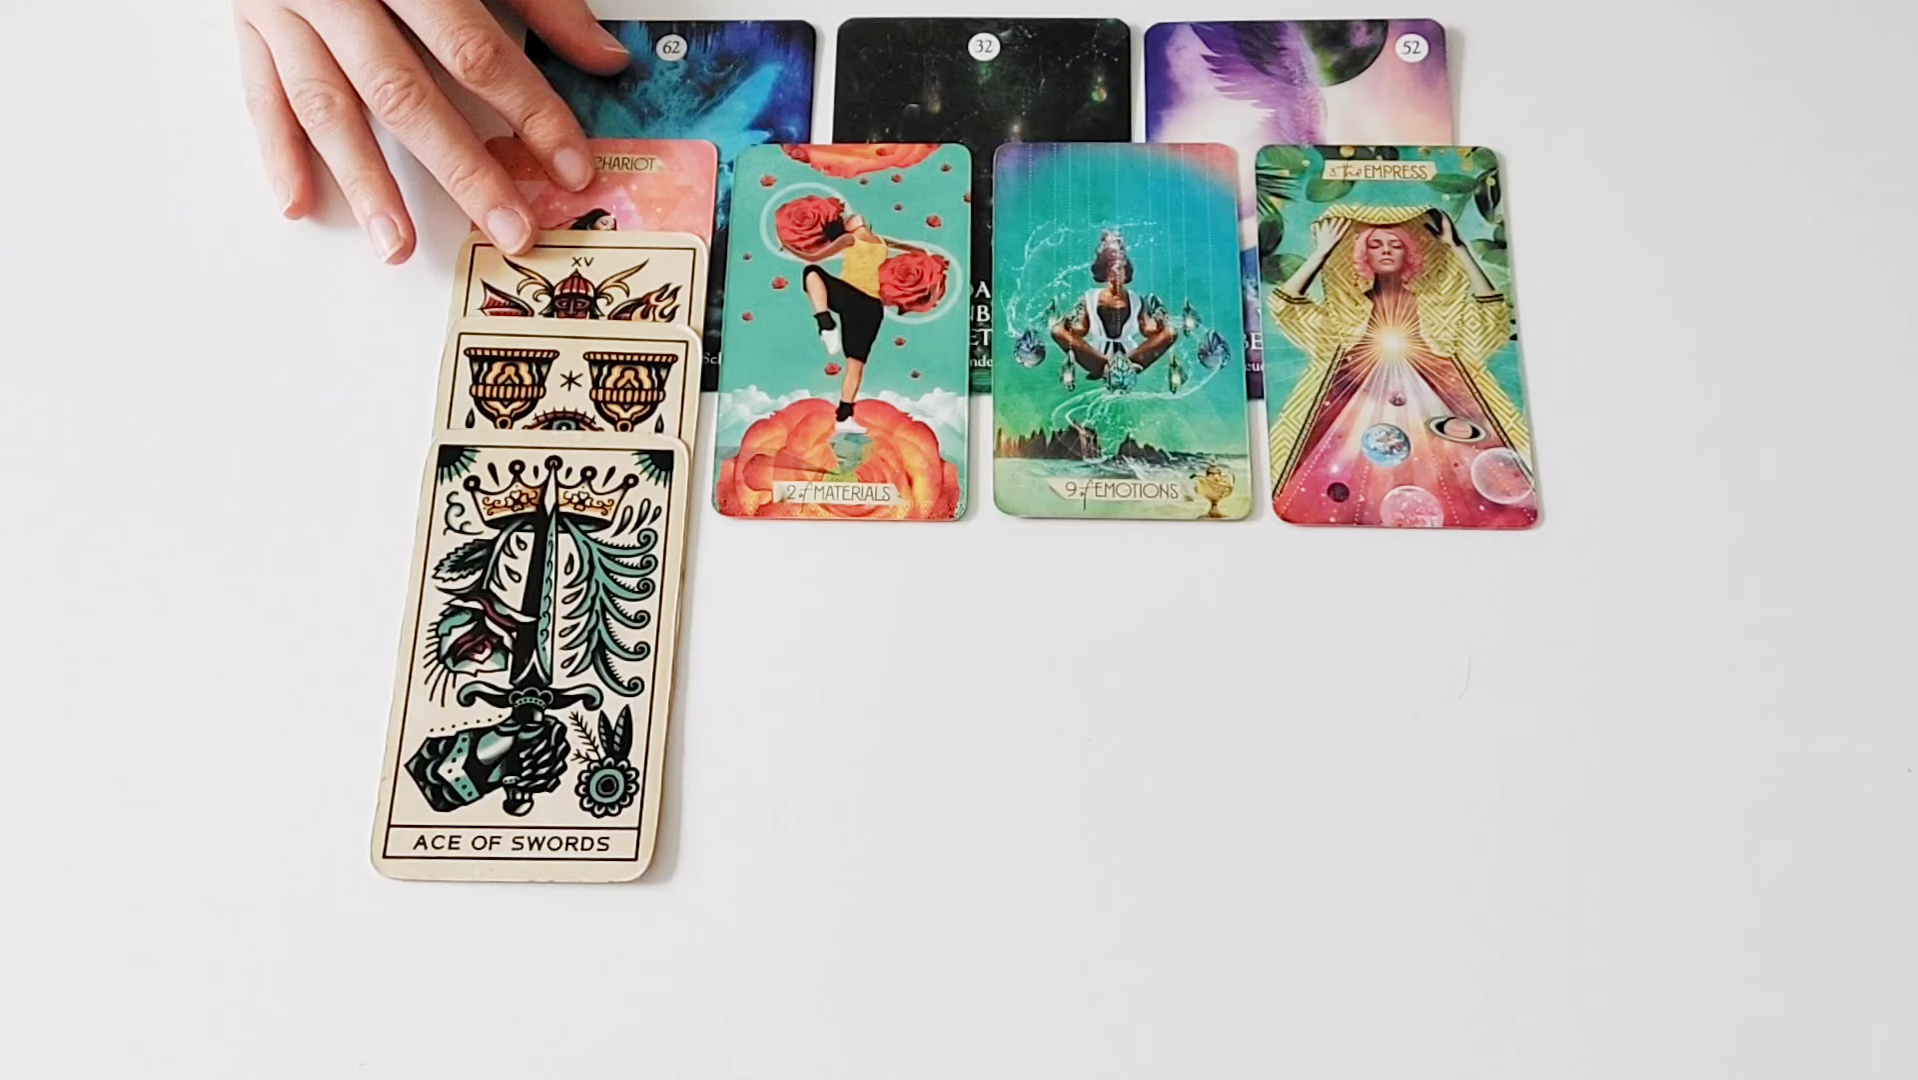 62
32
52
CHARIOT
3 the EMPRESS
XV
2 of MATERIALS
9 of EMOTIONS
ACE OF SWORDS